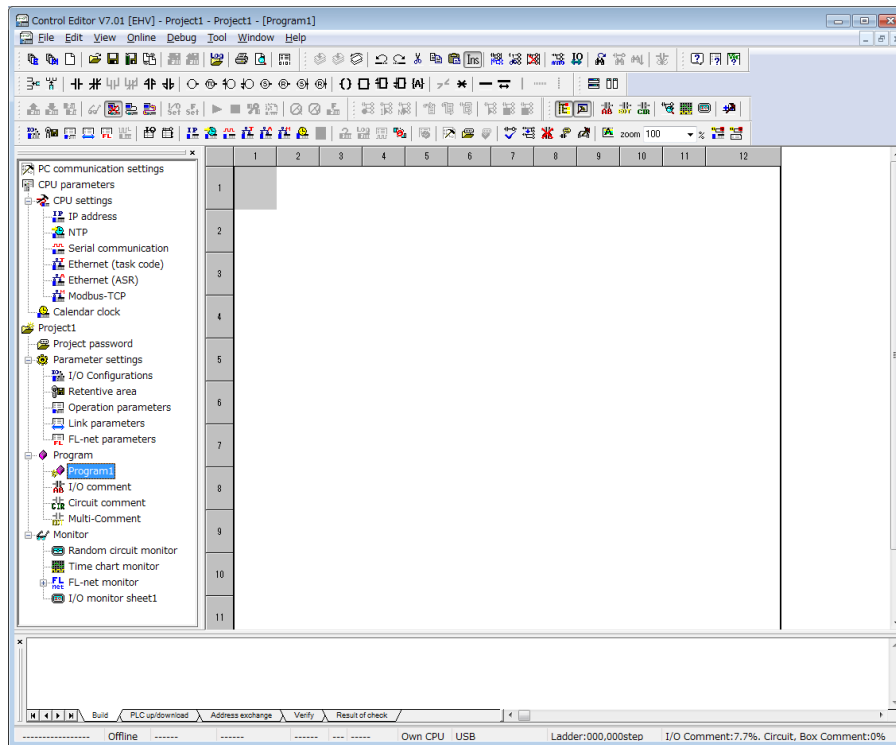 Control Editor V7.01 [EHV] - Project1 - Project1 - [Program1]
File Edit View Online Debug Tool Window Help
Ins
zoom 100 %
PC communication settings
CPU parameters
CPU settings
IP address
NTP
Serial communication
Ethernet (task code)
Ethernet (ASR)
Modbus-TCP
Calendar clock
Project1
Project password
Parameter settings
I/O Configurations
Retentive area
Operation parameters
Link parameters
FL-net parameters
Program
Program1
I/O comment
Circuit comment
Multi-Comment
Monitor
Random circuit monitor
Time chart monitor
FL-net monitor
I/O monitor sheet1
1 2 3 4 5 6 7 8 9 10 11 12
1
2
3
4
5
6
7
8
9
10
11
Build PLC up/download Address exchange Verify Result of check
---------------- Offline ------ ------ ------ --- ----- Own CPU USB Ladder:000,000step I/O Comment:7.7%. Circuit, Box Comment:0%